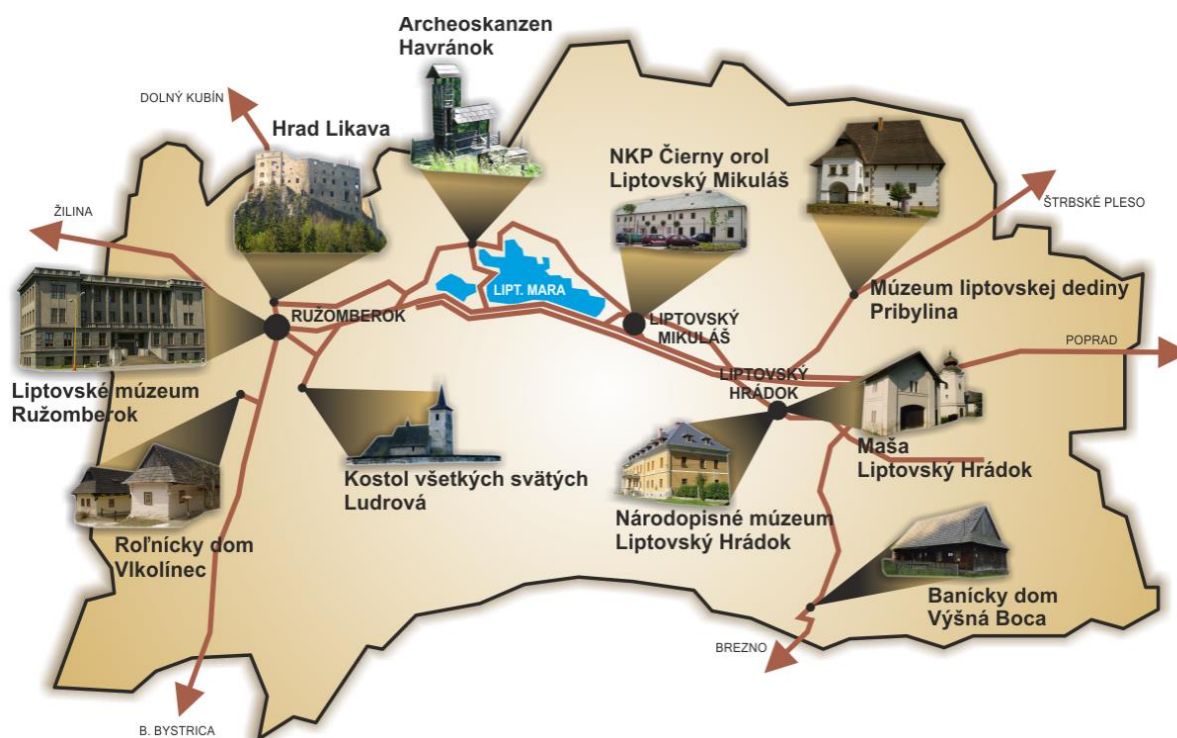 Archeoskanzen
Havránok
DOLNÝ KUBÍN
Hrad Likava
NKP Čierny orol
Liptovský Mikuláš
ŽILINA
ŠTRBSKÉ PLESO
LIPT. MARA
Múzeum liptovskej dediny
Pribylina
RUŽOMBEROK
LIPTOVSKÝ
MIKULÁŠ
POPRAD
LIPTOVSKÝ
HRÁDOK
Liptovské múzeum
Ružomberok
Maša
Liptovský Hrádok
Kostol všetkých svätých
Ludrová
Národopisné múzeum
Liptovský Hrádok
Roľnícky dom
Vlkolínec
Banícky dom
Výšná Boca
BREZNO
B. BYSTRICA